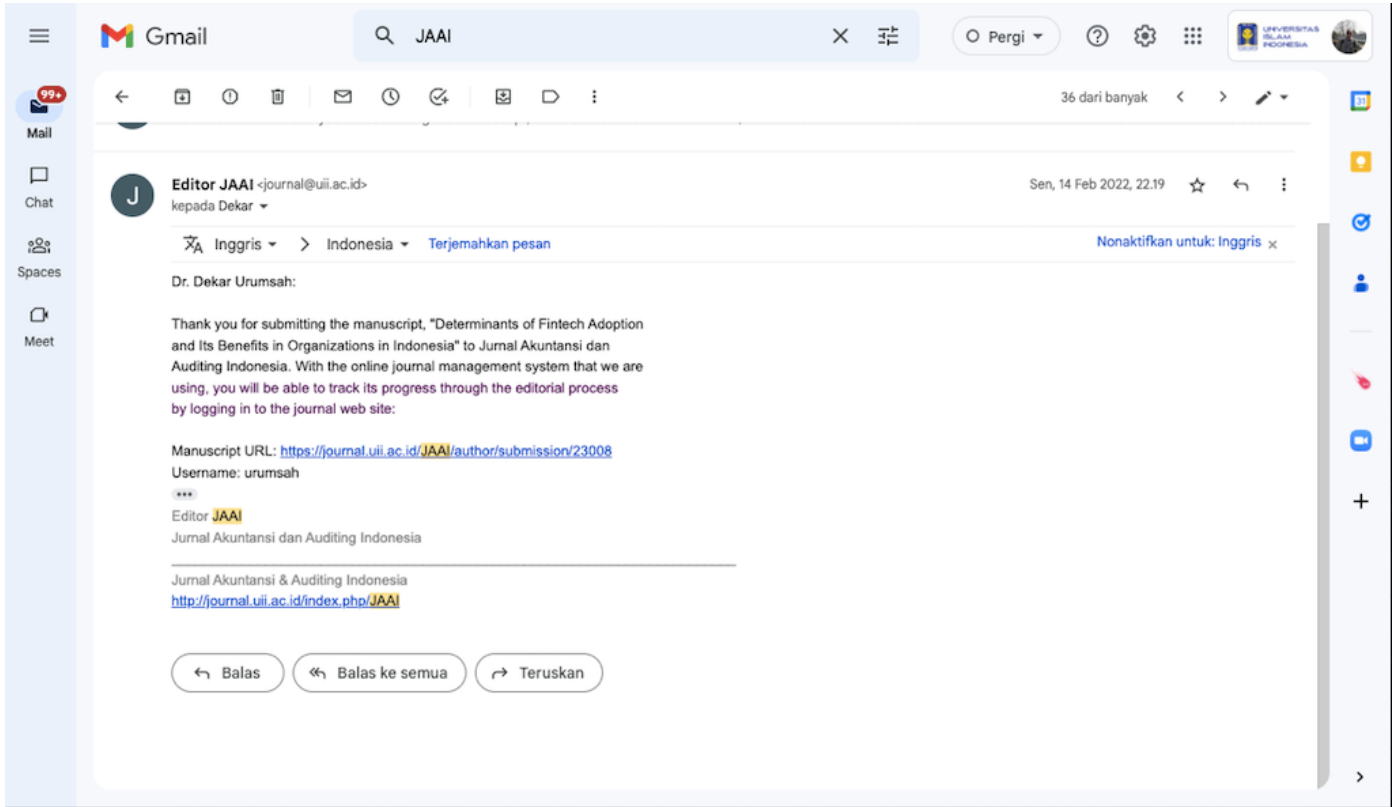 Gmail
JAAI
Pergi
UNIVERSITAS
ISLAM
INDONESIA
99+
Mail
Chat
Spaces
Meet
36 dari banyak
31
J
Editor JAAI <journal@uii.ac.id>
Sen, 14 Feb 2022, 22.19
kepada Dekar
Inggris > Indonesia Terjemahkan pesan
Nonaktifkan untuk: Inggris ×
Dr. Dekar Urumsah:
Thank you for submitting the manuscript, "Determinants of Fintech Adoption
and Its Benefits in Organizations in Indonesia" to Jurnal Akuntansi dan
Auditing Indonesia. With the online journal management system that we are
using, you will be able to track its progress through the editorial process
by logging in to the journal web site:
Manuscript URL: https://journal.uii.ac.id/JAAI/author/submission/23008
Username: urumsah
Editor JAAI
Jurnal Akuntansi dan Auditing Indonesia
Jurnal Akuntansi & Auditing Indonesia
http://journal.uii.ac.id/index.php/JAAI
Balas
Balas ke semua
Teruskan